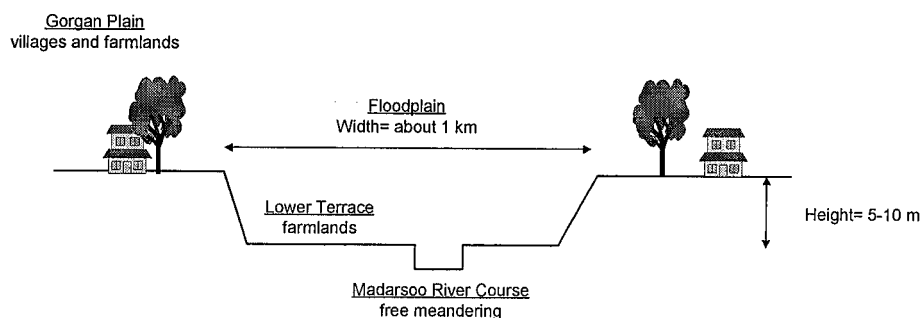 Gorgan Plain
villages and farmlands
Floodplain
Width= about 1 km
Lower Terrace
farmlands
Height= 5-10 m
Madarsoo River Course
free meandering